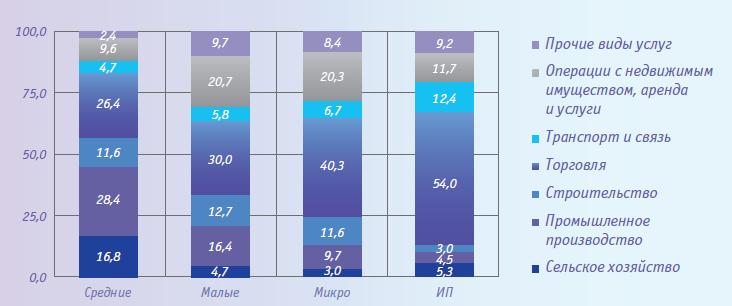 100,0
75,0
50,0
25,0
0,0
2,4
9,6
4,7
26,4
11,6
28,4
16,8
9,7
20,7
5,8
30,0
12,7
16,4
4,7
8,4
20,3
6,7
40,3
11,6
9,7
3,0
9,2
11,7
12,4
54,0
3,0
4,5
5,3
Средние
Малые
Микро
ИП
Прочие виды услуг
Операции с недвижимым
имуществом, аренда
и услуги
Транспорт и связь
Торговля
Строительство
Промышленное
производство
Сельское хозяйство